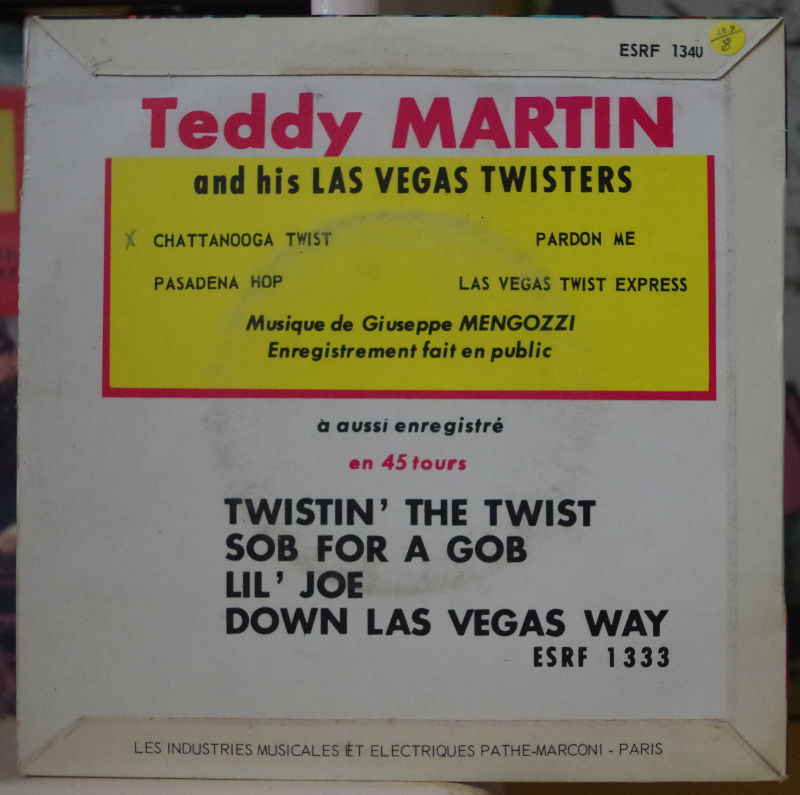 ESRF 1340
102
8
Teddy MARTIN
and his LAS VEGAS TWISTERS
X CHATTANOOGA TWIST PARDON ME
PASADENA HOP LAS VEGAS TWIST EXPRESS
Musique de Giuseppe MENGOZZI
Enregistrement fait en public
à aussi enregistré
en 45 tours
TWISTIN' THE TWIST
SOB FOR A GOB
LIL' JOE
DOWN LAS VEGAS WAY
ESRF 1333
LES INDUSTRIES MUSICALES ET ELECTRIQUES PATHE-MARCONI - PARIS